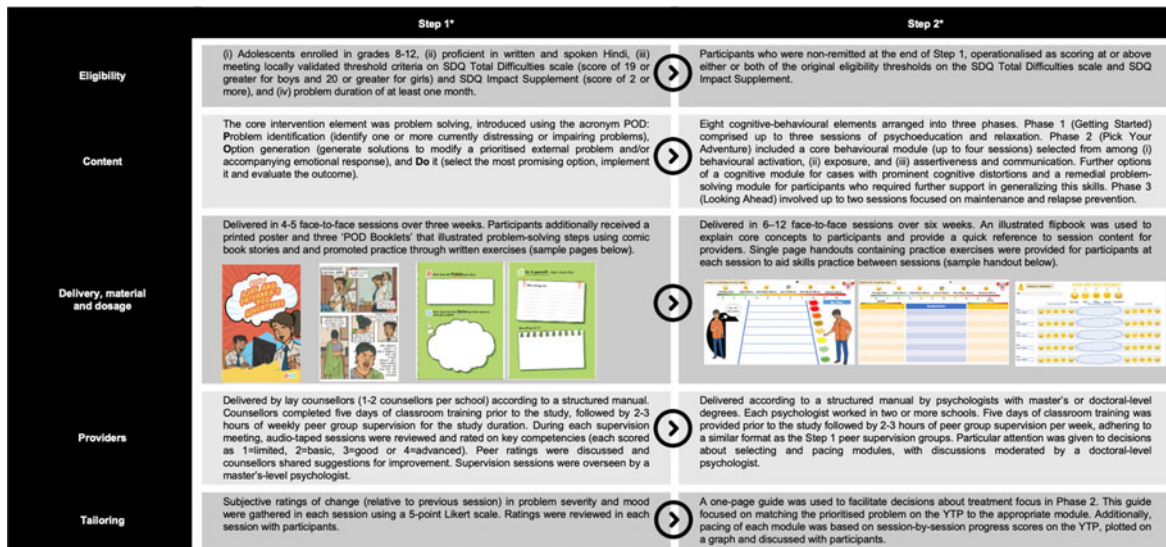 Step 1*
Step 2*
Eligibility
(i) Adolescents enrolled in grades 8-12, (ii) proficient in written and spoken Hindi, (iii)
meeting locally validated threshold criteria on SDQ Total Difficulties scale (score of 19 or
greater for boys and 20 or greater for girls) and SDQ Impact Supplement (score of 2 or
more), and (iv) problem duration of at least one month.
Participants who were non-remitted at the end of Step 1, operationalised as scoring at or above
either or both of the original eligibility thresholds on the SDQ Total Difficulties scale and SDQ
Impact Supplement.
Content
The core intervention element was problem solving, introduced using the acronym POD:
Problem identification (identify one or more currently distressing or impairing problems),
Option generation (generate solutions to modify a prioritised external problem and/or
accompanying emotional response), and Do it (select the most promising option, implement
it and evaluate the outcome).
Eight cognitive-behavioural elements arranged into three phases. Phase 1 (Getting Started)
comprised up to three sessions of psychoeducation and relaxation. Phase 2 (Pick Your
Adventure) included a core behavioural module (up to four sessions) selected from among (i)
behavioural activation, (ii) exposure, and (iii) assertiveness and communication. Further options
of a cognitive module for cases with prominent cognitive distortions and a remedial problem-
solving module for participants who required further support in generalizing this skills. Phase 3
(Looking Ahead) involved up to two sessions focused on maintenance and relapse prevention.
Delivery, material
and dosage
Delivered in 4-5 face-to-face sessions over three weeks. Participants additionally received a
printed poster and three 'POD Booklets' that illustrated problem-solving steps using comic
book stories and and promoted practice through written exercises (sample pages below).
AJAY AND
PRIYANKA'S
POD
ADVENTURES
Delivered in 6–12 face-to-face sessions over six weeks. An illustrated flipbook was used to
explain core concepts to participants and provide a quick reference to session content for
providers. Single page handouts containing practice exercises were provided for participants
at each session to aid skills practice between sessions (sample handout below).
Providers
Delivered by lay counsellors (1-2 counsellors per school) according to a structured manual.
Counsellors completed five days of classroom training prior to the study, followed by 2-3
hours of weekly peer group supervision for the study duration. During each supervision
meeting, audio-taped sessions were reviewed and rated on key competencies (each scored
as 1=limited, 2=basic, 3=good or 4=advanced). Peer ratings were discussed and
counsellors shared suggestions for improvement. Supervision sessions were overseen by a
master's-level psychologist.
Delivered according to a structured manual by psychologists with master's or doctoral-level
degrees. Each psychologist worked in two or more schools. Five days of classroom training was
provided prior to the study followed by 2-3 hours of peer group supervision per week, adhering to
a similar format as the Step 1 peer supervision groups. Particular attention was given to decisions
about selecting and pacing modules, with discussions moderated by a doctoral-level
psychologist.
Tailoring
Subjective ratings of change (relative to previous session) in problem severity and mood
were gathered in each session using a 5-point Likert scale. Ratings were reviewed in each
session with participants.
A one-page guide was used to facilitate decisions about treatment focus in Phase 2. This guide
focused on matching the prioritised problem on the YTP to the appropriate module. Additionally,
pacing of each module was based on session-by-session progress scores on the YTP, plotted on
a graph and discussed with participants.